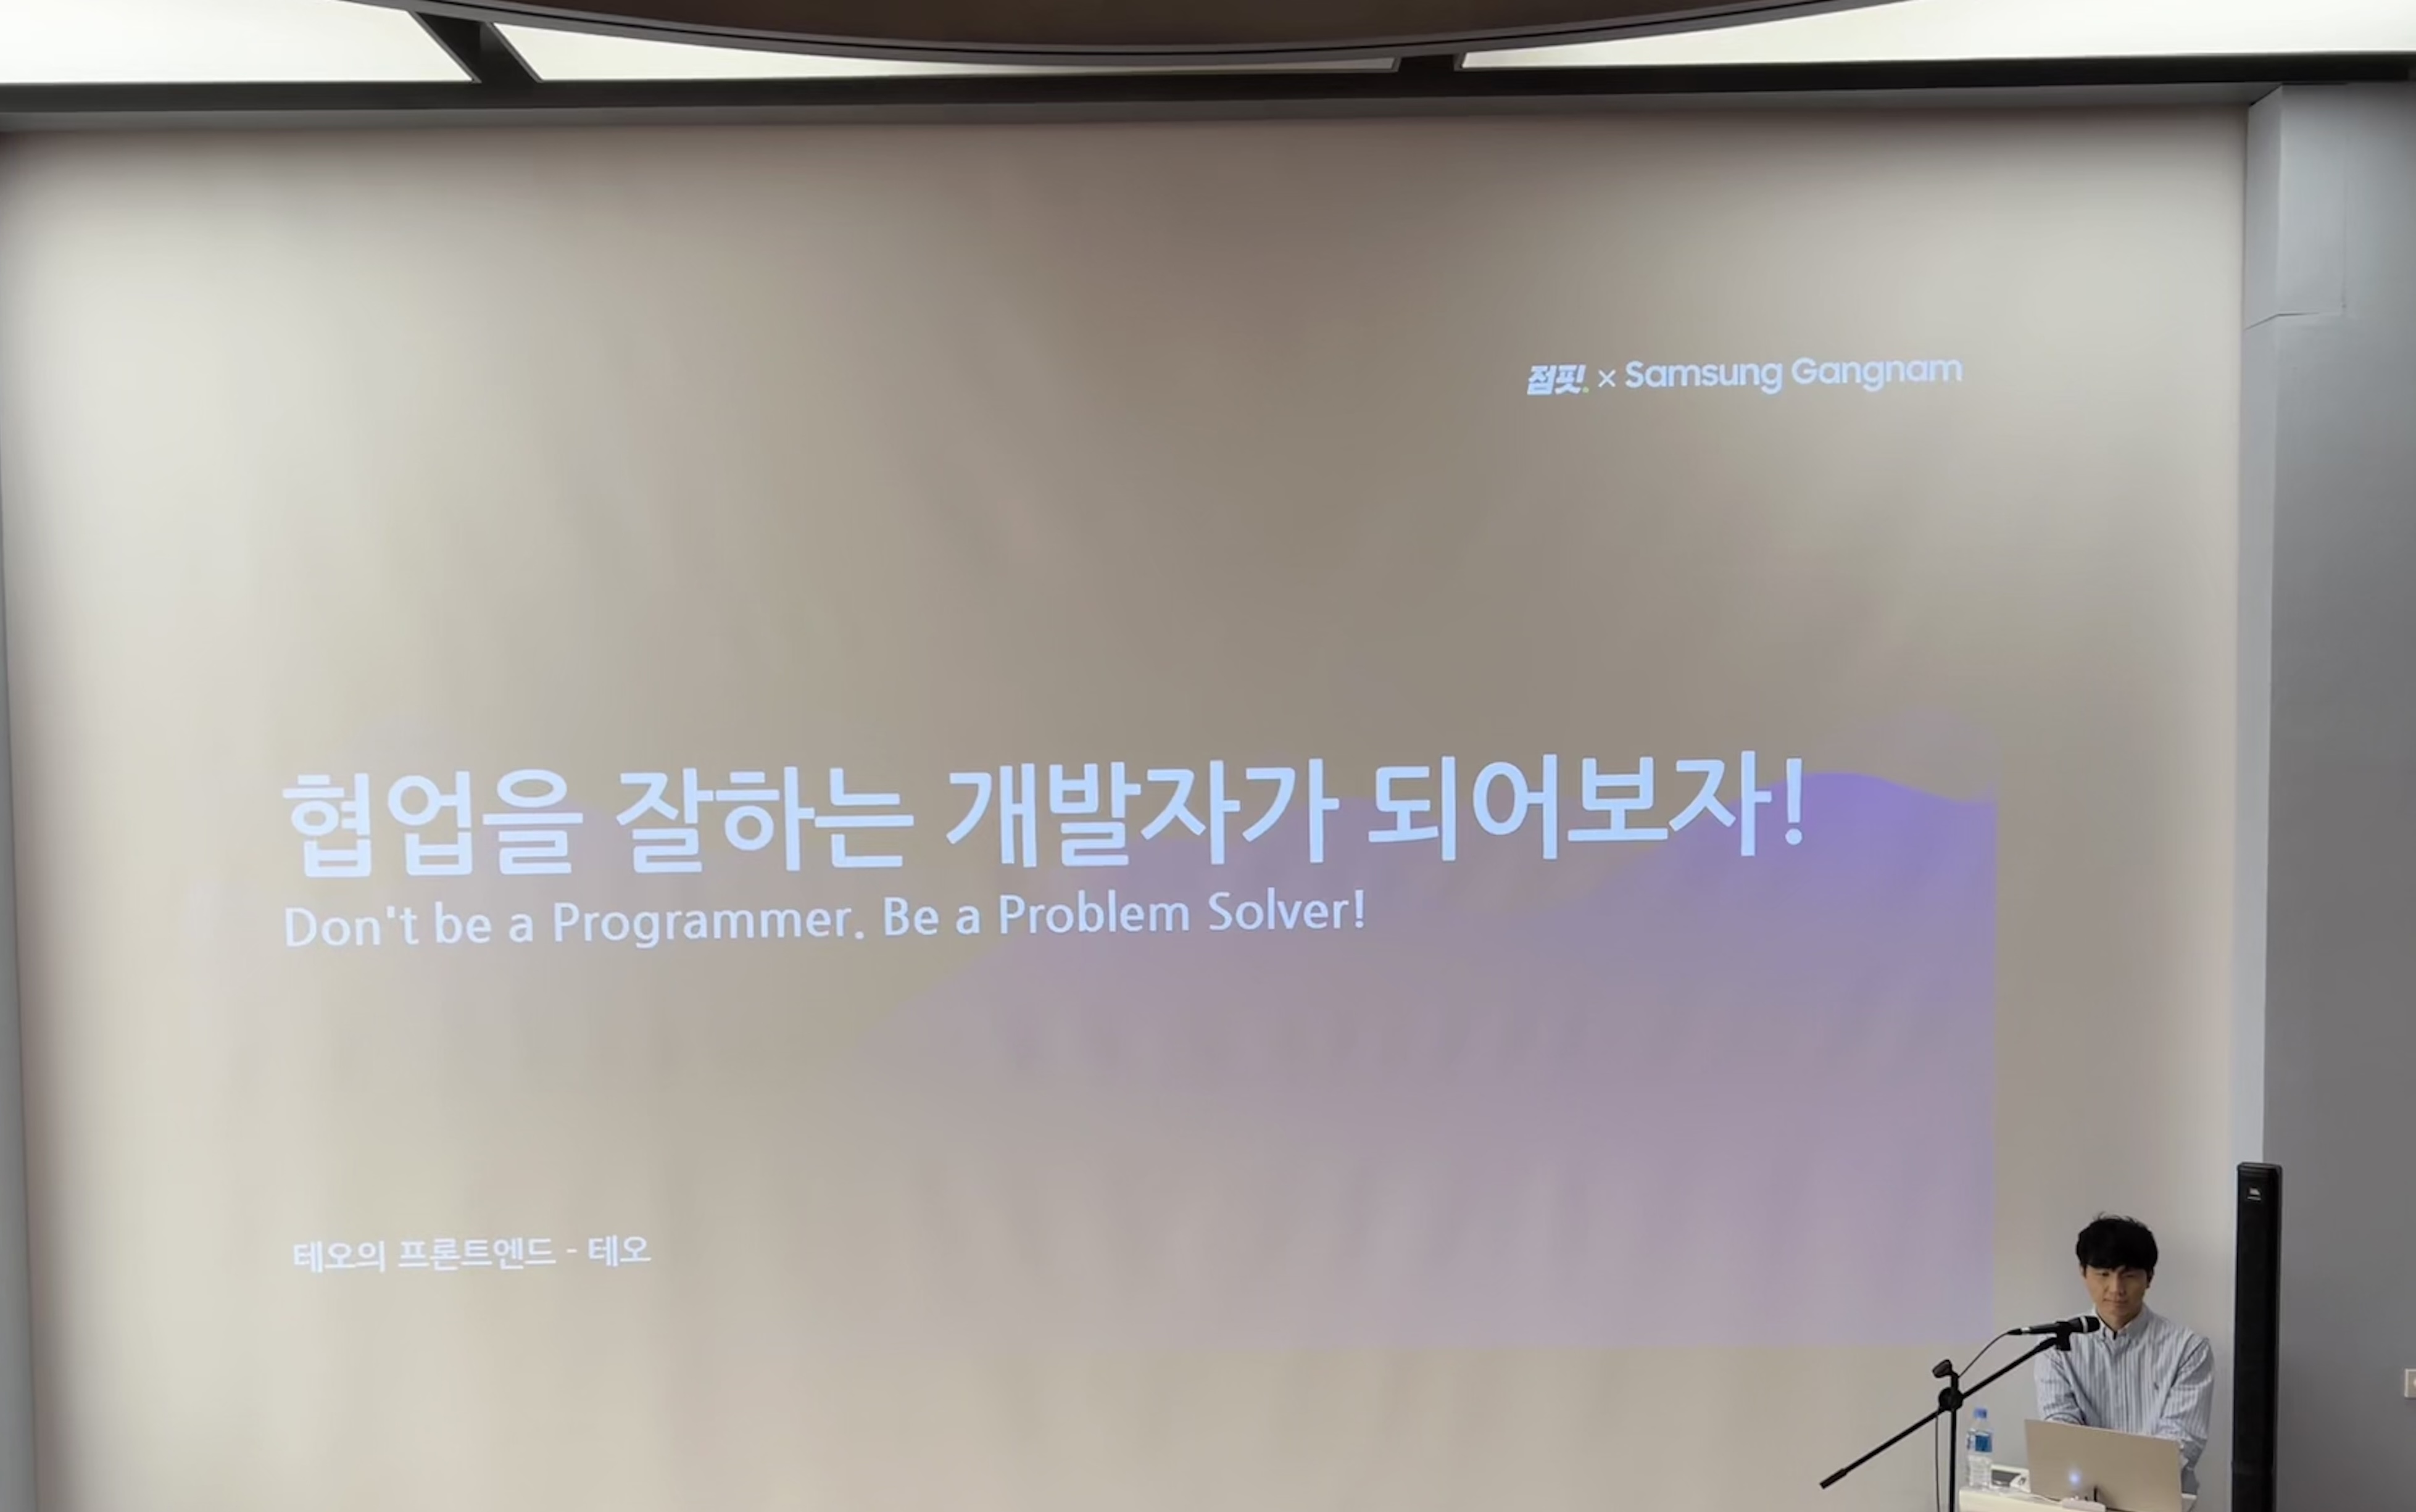 점핏! × Samsung Gangnam
협업을 잘하는 개발자가 되어보자!
Don't be a Programmer. Be a Problem Solver!
테오의 프론트엔드 - 테오